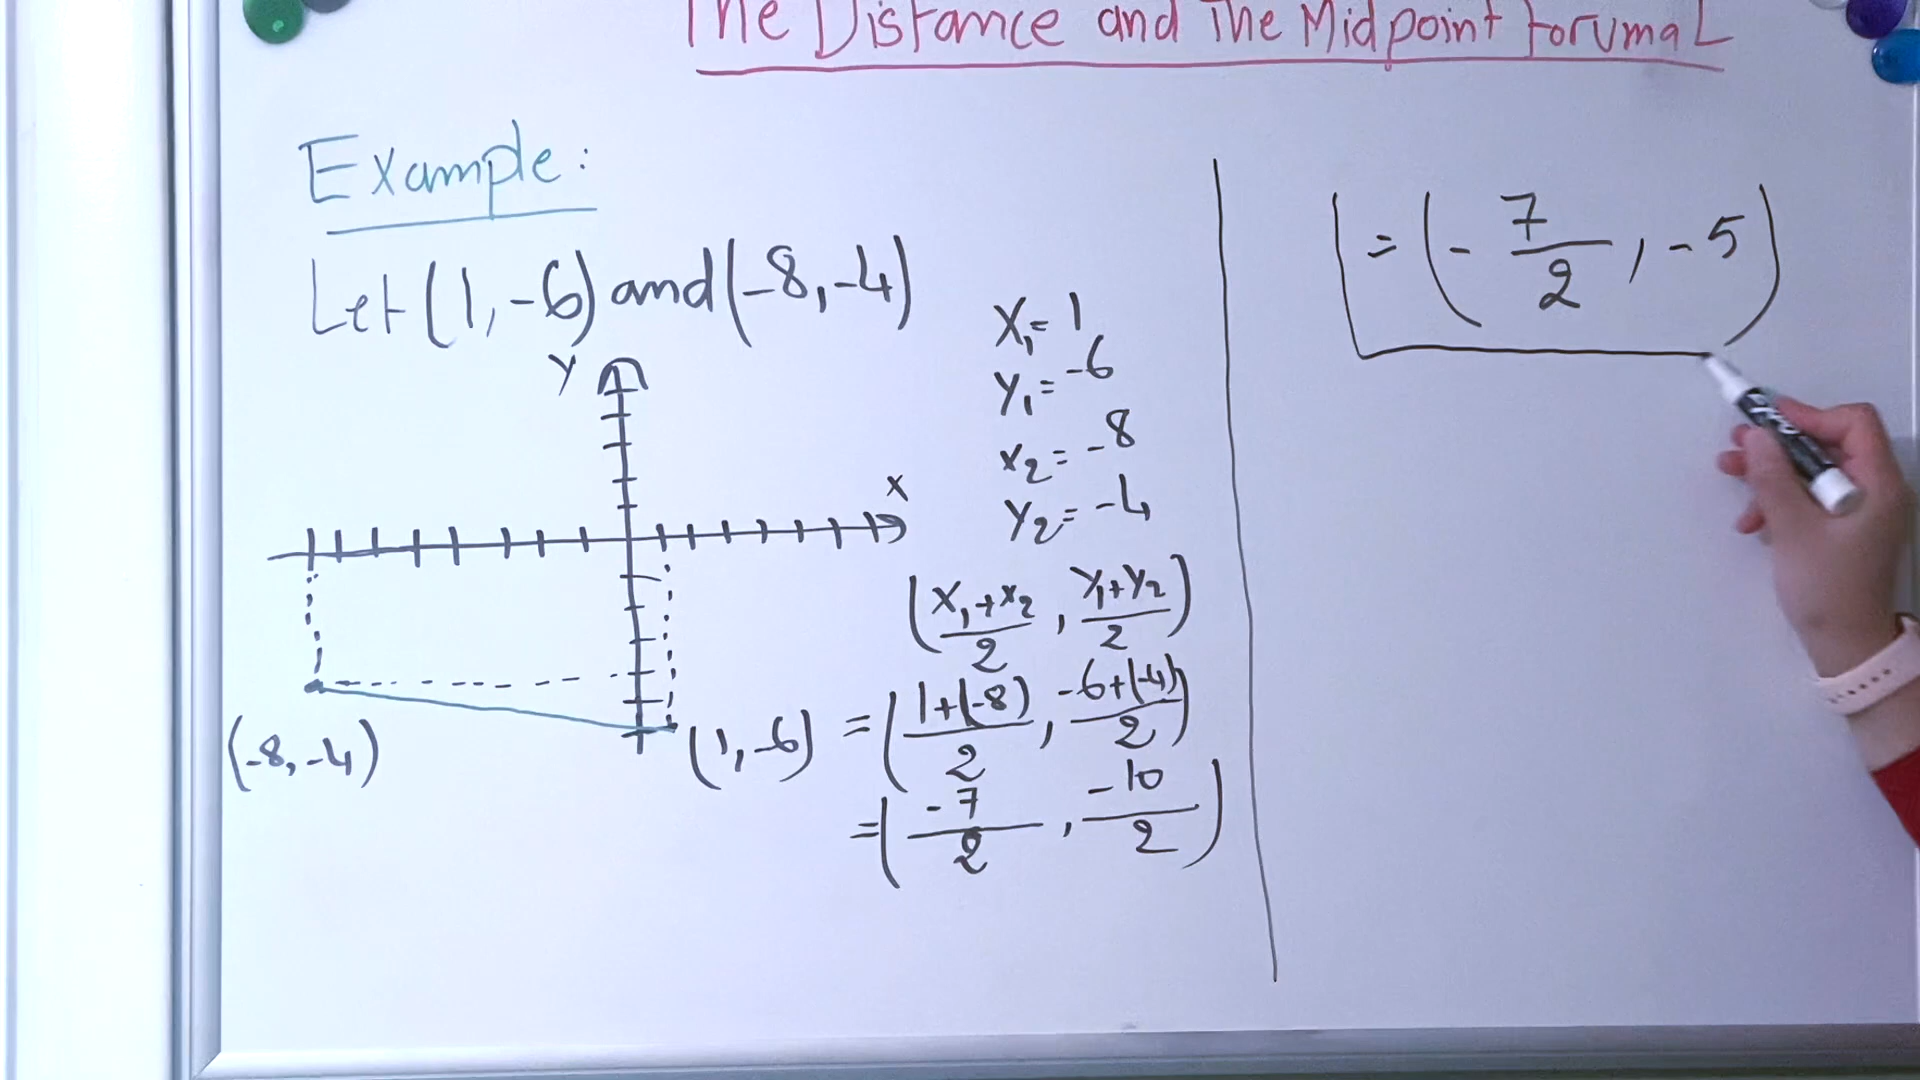 The Distance and The Midpoint Forumal
Example:
Let (1, -6) and (-8, -4)
Y
X
(-8, -4)
(1, -6)
X₁ = 1
Y₁ = -6
X₂ = -8
Y₂ = -4
(X₁+X₂/2, Y₁+Y₂/2)
= (1+(-8)/2, -6+(-4)/2)
= (-7/2, -10/2)
= (-7/2, -5)